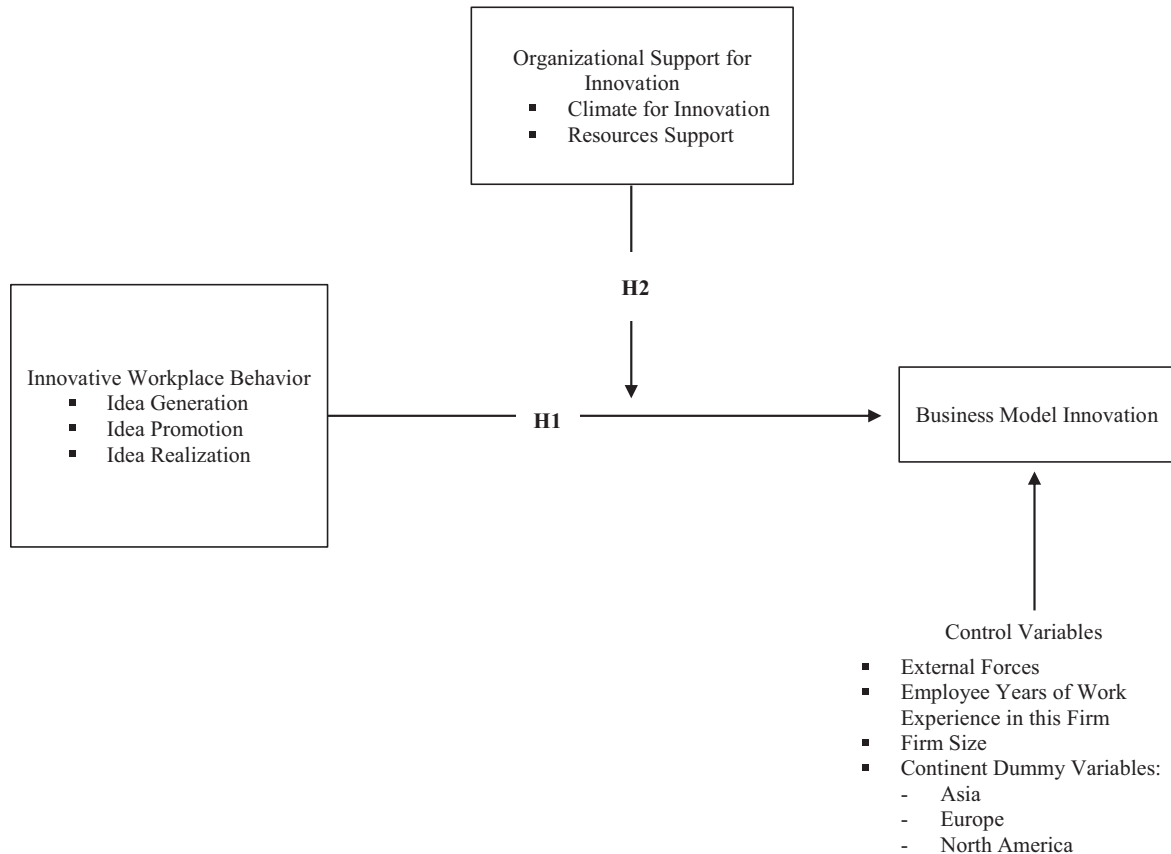 Organizational Support for
Innovation
▪ Climate for Innovation
▪ Resources Support
H2
Innovative Workplace Behavior
▪ Idea Generation
▪ Idea Promotion
▪ Idea Realization
H1
Business Model Innovation
Control Variables
▪ External Forces
▪ Employee Years of Work
Experience in this Firm
▪ Firm Size
▪ Continent Dummy Variables:
- Asia
- Europe
- North America